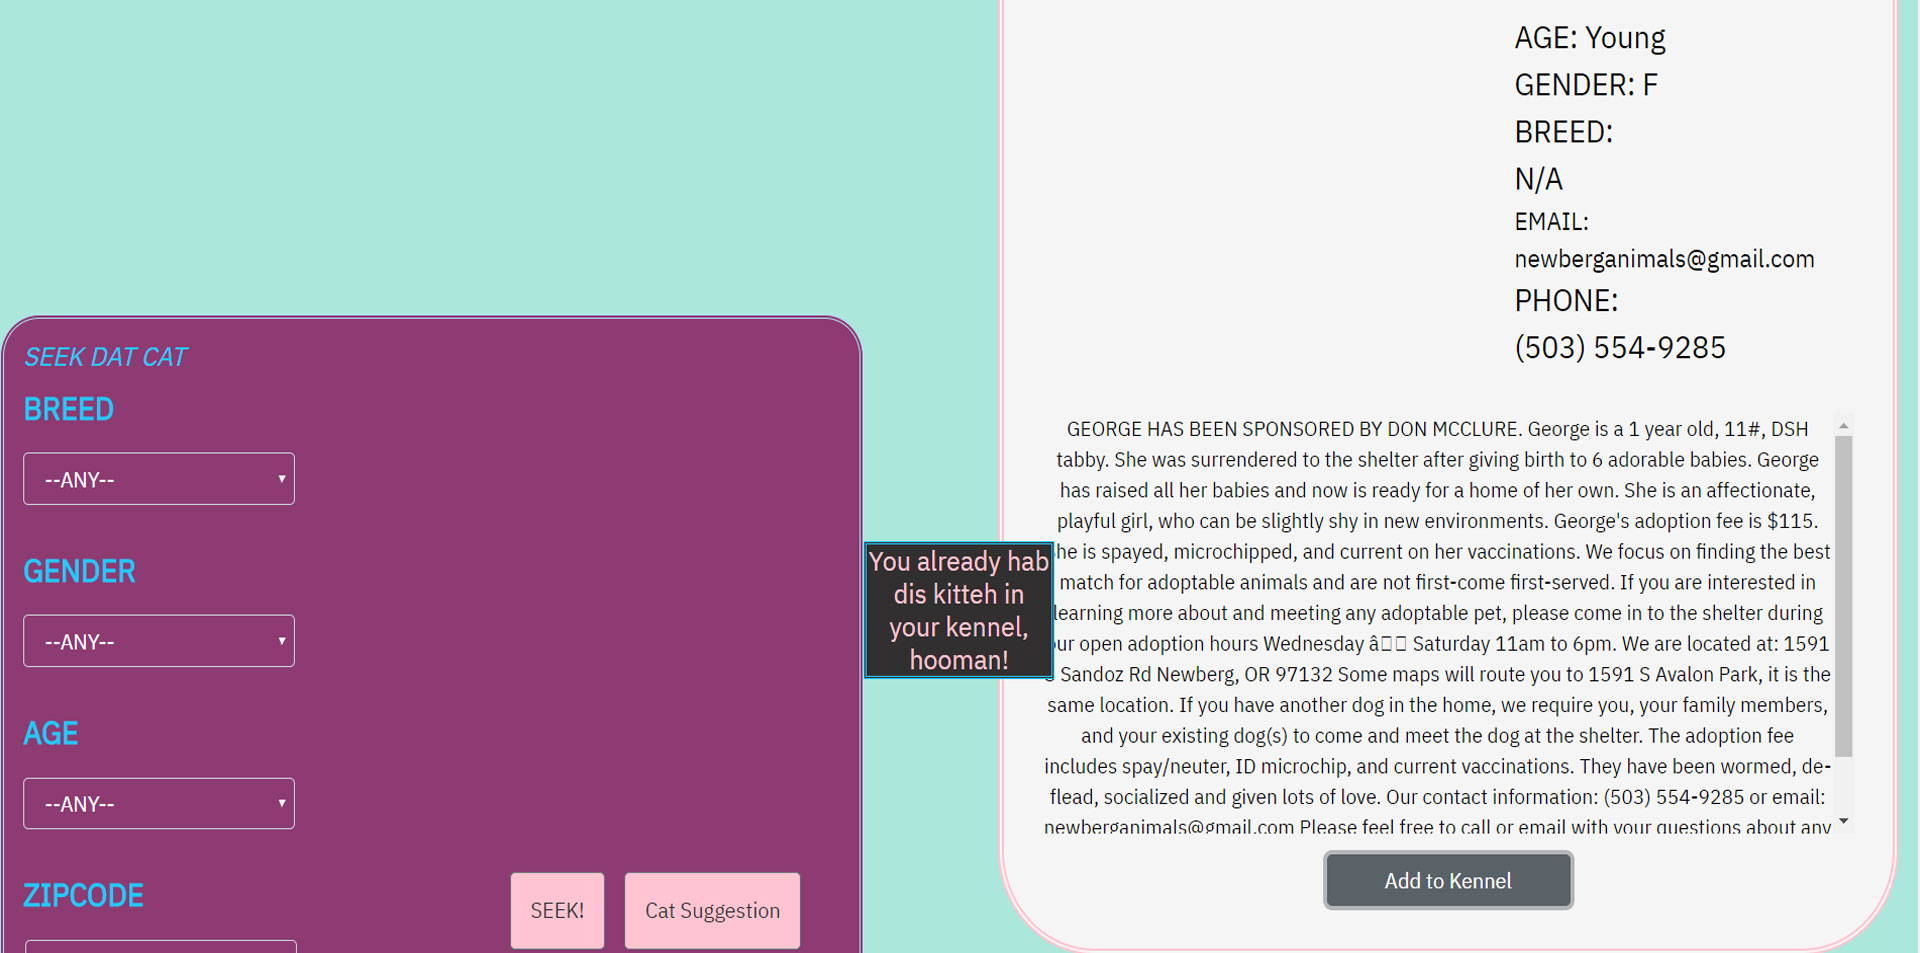 SEEK DAT CAT
BREED
--ANY--
GENDER
--ANY--
AGE
--ANY--
ZIPCODE
SEEK!
Cat Suggestion
You already hab
dis kitteh in
your kennel,
hooman!
AGE: Young
GENDER: F
BREED:
N/A
EMAIL:
newberganimals@gmail.com
PHONE:
(503) 554-9285
GEORGE HAS BEEN SPONSORED BY DON MCCLURE. George is a 1 year old, 11#, DSH
tabby. She was surrendered to the shelter after giving birth to 6 adorable babies. George
has raised all her babies and now is ready for a home of her own. She is an affectionate,
playful girl, who can be slightly shy in new environments. George's adoption fee is $115.
he is spayed, microchipped, and current on her vaccinations. We focus on finding the best
match for adoptable animals and are not first-come first-served. If you are interested in
learning more about and meeting any adoptable pet, please come in to the shelter during
ur open adoption hours Wednesday â Saturday 11am to 6pm. We are located at: 1591
Sandoz Rd Newberg, OR 97132 Some maps will route you to 1591 S Avalon Park, it is the
same location. If you have another dog in the home, we require you, your family members,
and your existing dog(s) to come and meet the dog at the shelter. The adoption fee
includes spay/neuter, ID microchip, and current vaccinations. They have been wormed, de-
flead, socialized and given lots of love. Our contact information: (503) 554-9285 or email:
newberganimals@gmail.com Please feel free to call or email with your questions about any
Add to Kennel